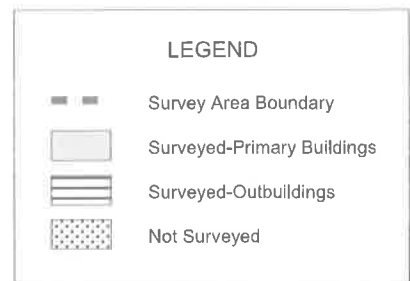 LEGEND
Survey Area Boundary
Surveyed-Primary Buildings
Surveyed-Outbuildings
Not Surveyed